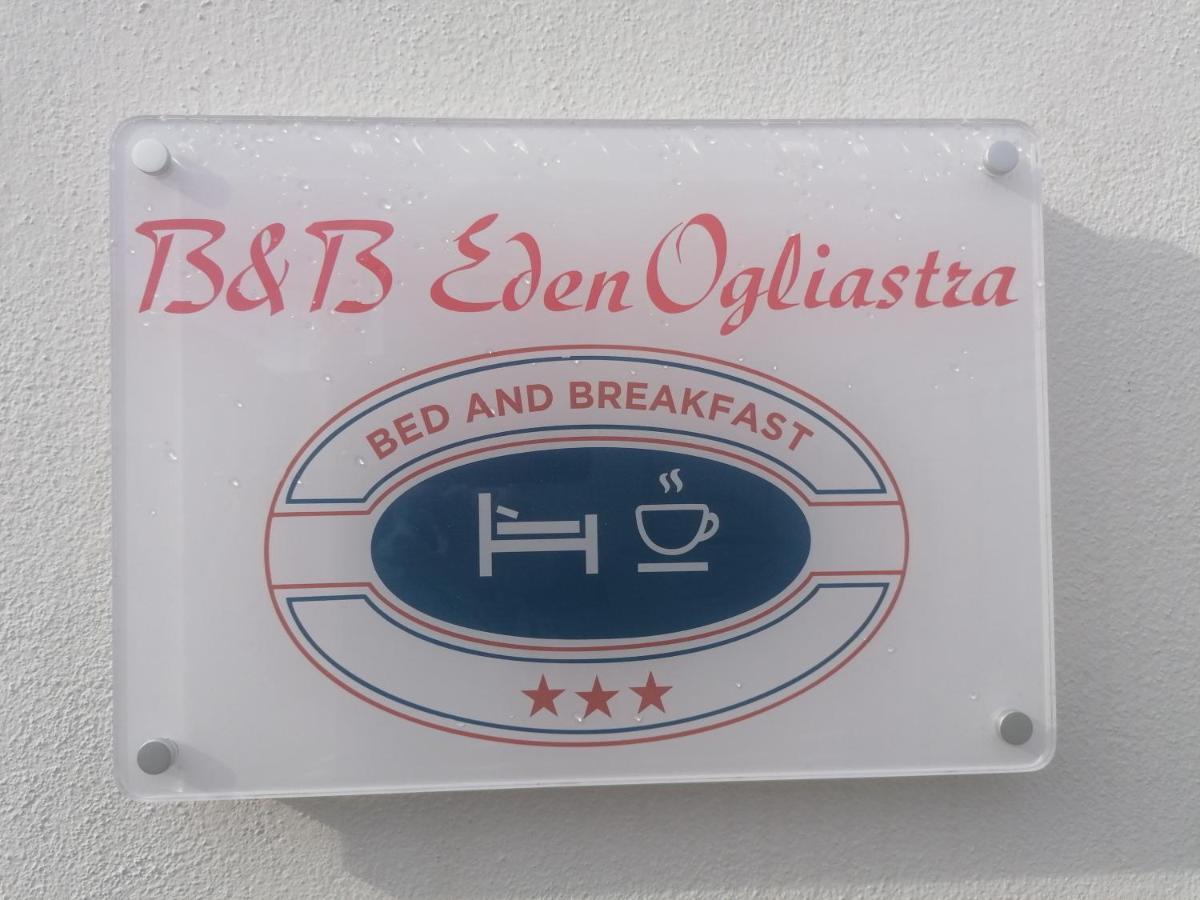 B&B Eden Ogliastra
BED AND BREAKFAST